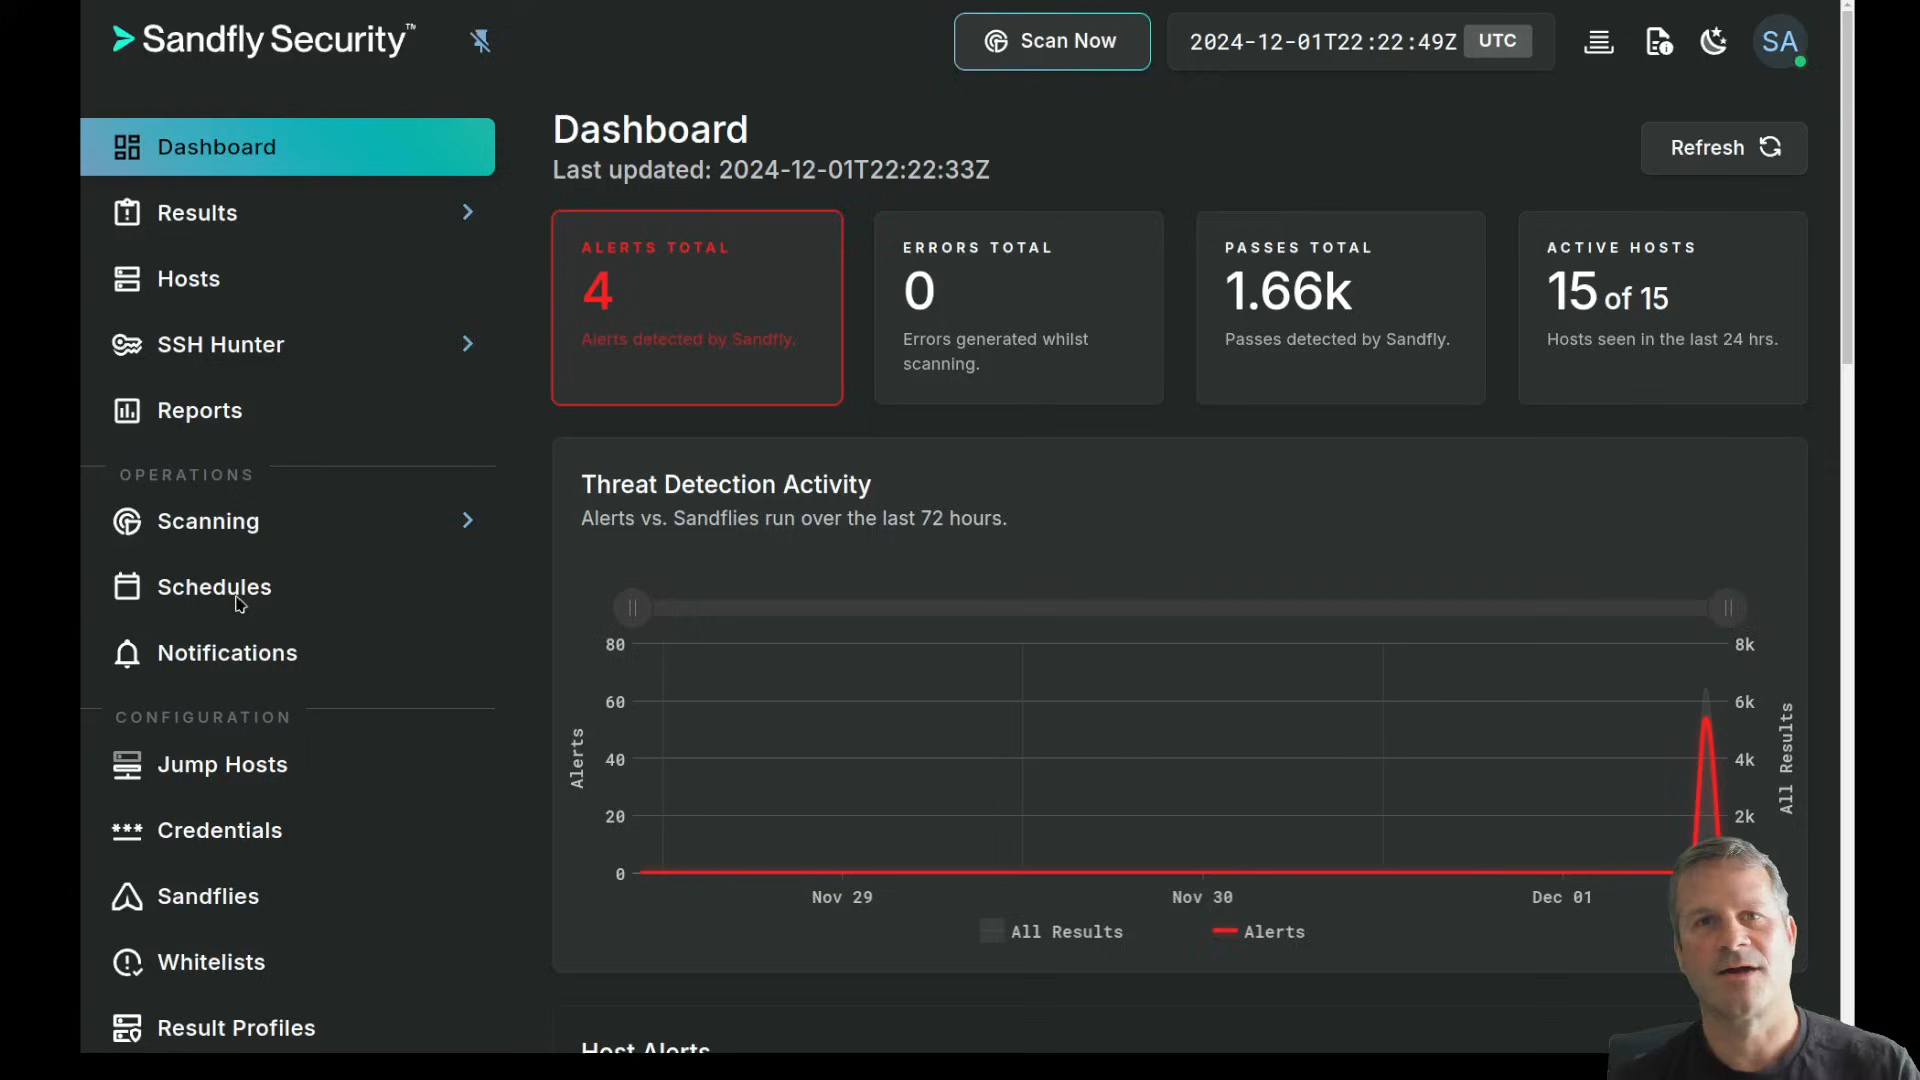 Sandfly Security™
Scan Now
2024-12-01T22:22:49Z UTC
SA
Dashboard
Results
Hosts
SSH Hunter
Reports
OPERATIONS
Scanning
Schedules
Notifications
CONFIGURATION
Jump Hosts
Credentials
Sandflies
Whitelists
Result Profiles
Dashboard
Last updated: 2024-12-01T22:22:33Z
Refresh
ALERTS TOTAL
4
Alerts detected by Sandfly.
ERRORS TOTAL
0
Errors generated whilst
scanning.
PASSES TOTAL
1.66k
Passes detected by Sandfly.
ACTIVE HOSTS
15 of 15
Hosts seen in the last 24 hrs.
Threat Detection Activity
Alerts vs. Sandflies run over the last 72 hours.
80 8k
60 6k
40 4k
20 2k
0
Alerts
All Results
Nov 29 Nov 30 Dec 01
All Results Alerts
Host Alerts